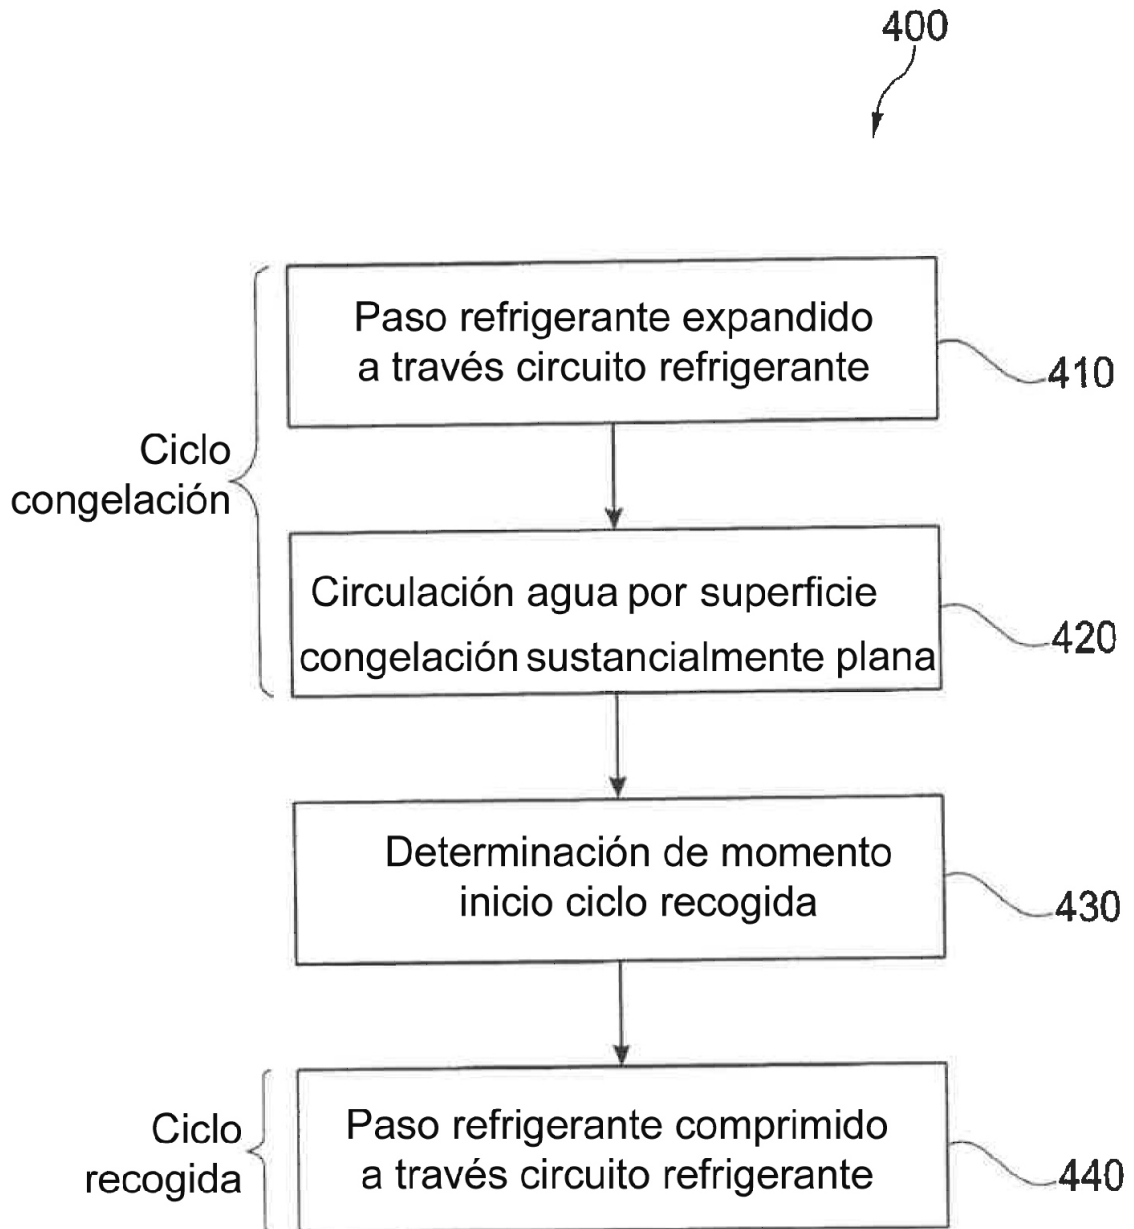 400
Paso refrigerante expandido
a través circuito refrigerante
410
Ciclo
congelación
Circulación agua por superficie
congelación sustancialmente plana
420
Determinación de momento
inicio ciclo recogida
430
Ciclo
recogida
Paso refrigerante comprimido
a través circuito refrigerante
440